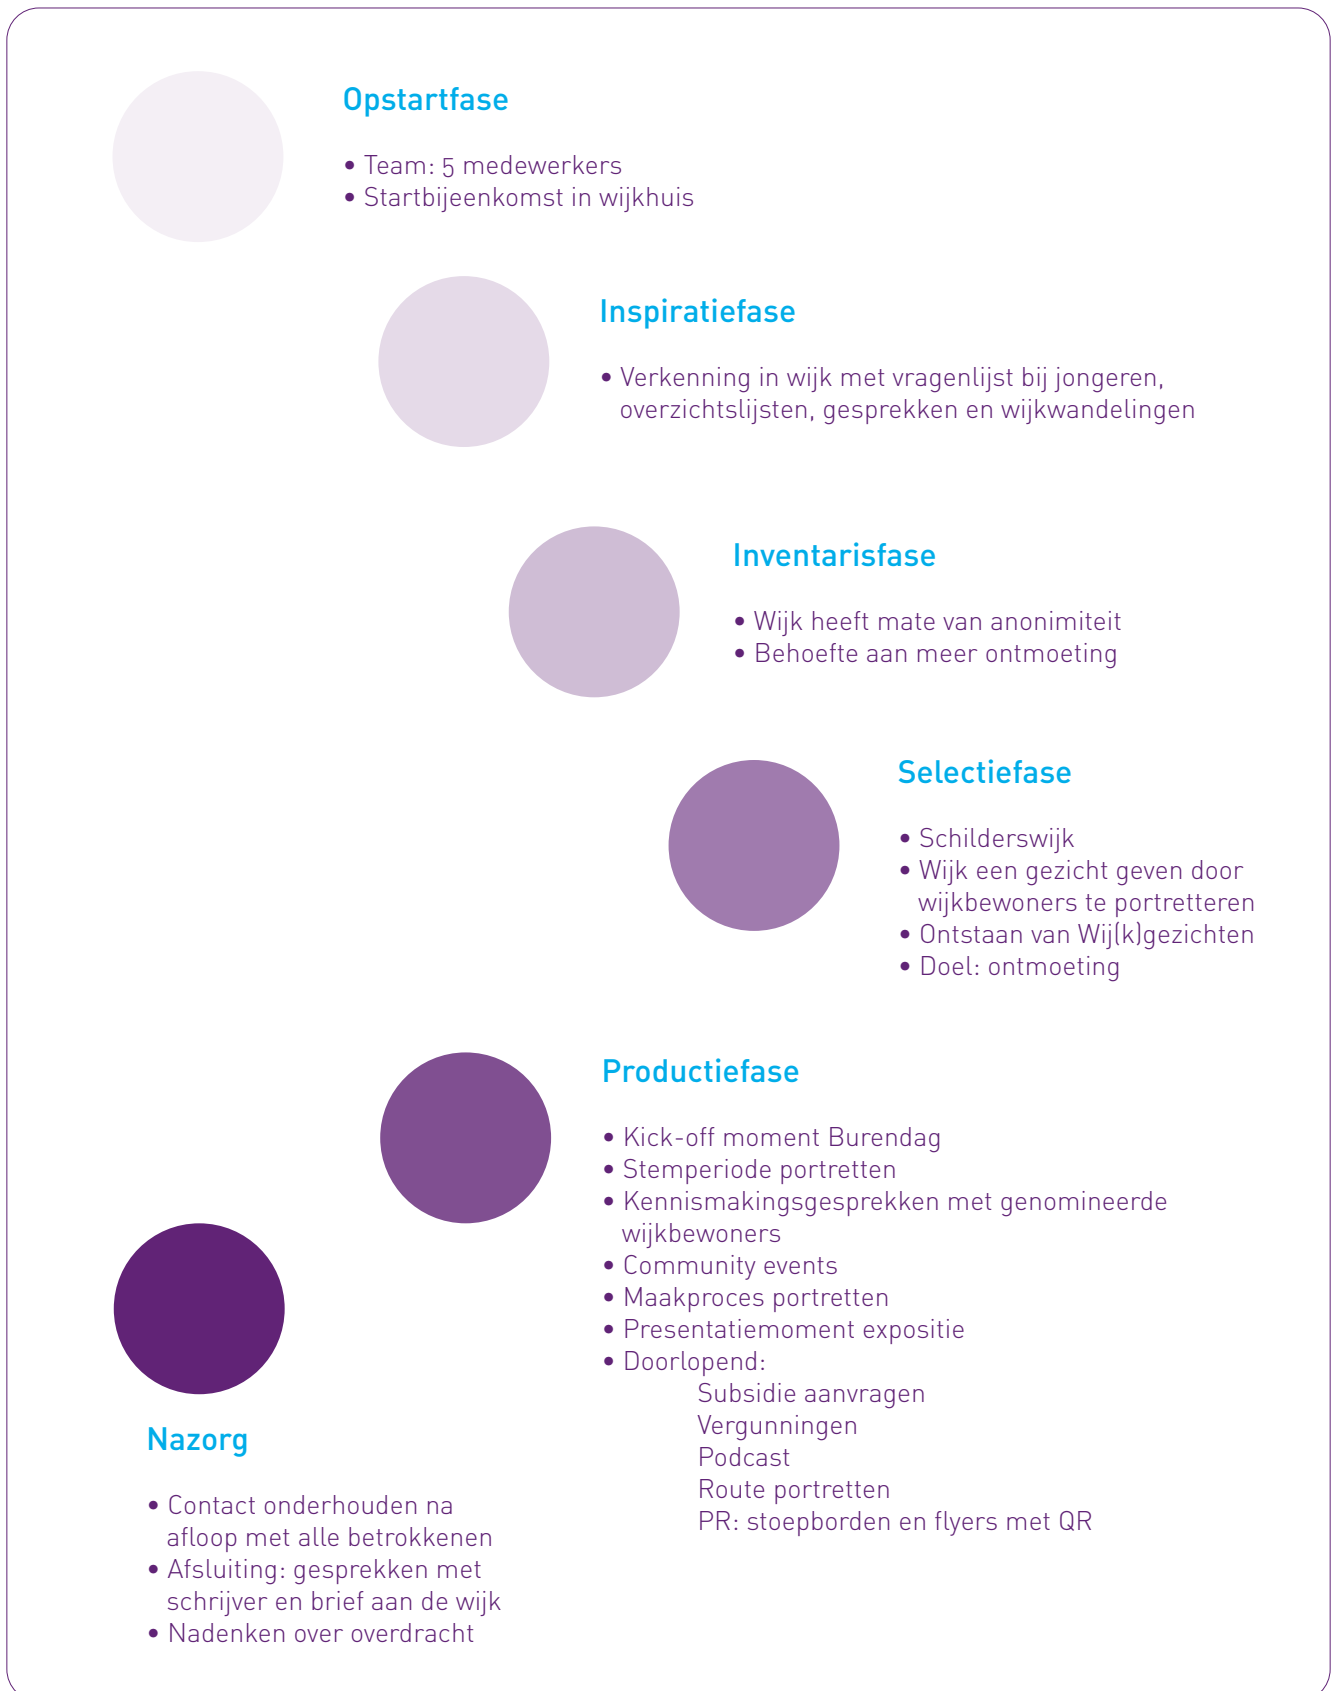 Opstartfase
• Team: 5 medewerkers
• Startbijeenkomst in wijkhuis
Inspiratiefase
• Verkenning in wijk met vragenlijst bij jongeren,
overzichtslijsten, gesprekken en wijkwandelingen
Inventarisfase
• Wijk heeft mate van anonimiteit
• Behoefte aan meer ontmoeting
Selectiefase
• Schilderswijk
• Wijk een gezicht geven door
wijkbewoners te portretteren
• Ontstaan van Wij(k)gezichten
• Doel: ontmoeting
Productiefase
• Kick-off moment Burendag
• Stemperiode portretten
• Kennismakingsgesprekken met genomineerde
wijkbewoners
• Community events
• Maakproces portretten
• Presentatiemoment expositie
• Doorlopend:
Subsidie aanvragen
Vergunningen
Podcast
Route portretten
PR: stoepborden en flyers met QR
Nazorg
• Contact onderhouden na
afloop met alle betrokkenen
• Afsluiting: gesprekken met
schrijver en brief aan de wijk
• Nadenken over overdracht